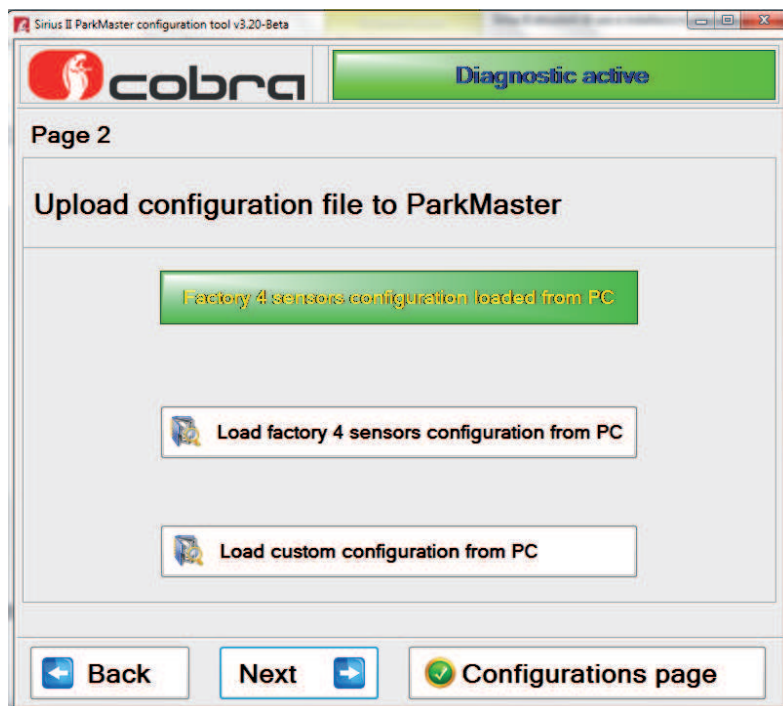 Sirius II ParkMaster configuration tool v3.20-Beta
cobra
Diagnostic active
Page 2
Upload configuration file to ParkMaster
Factory 4 sensors configuration loaded from PC
Load factory 4 sensors configuration from PC
Load custom configuration from PC
Back
Next
Configurations page